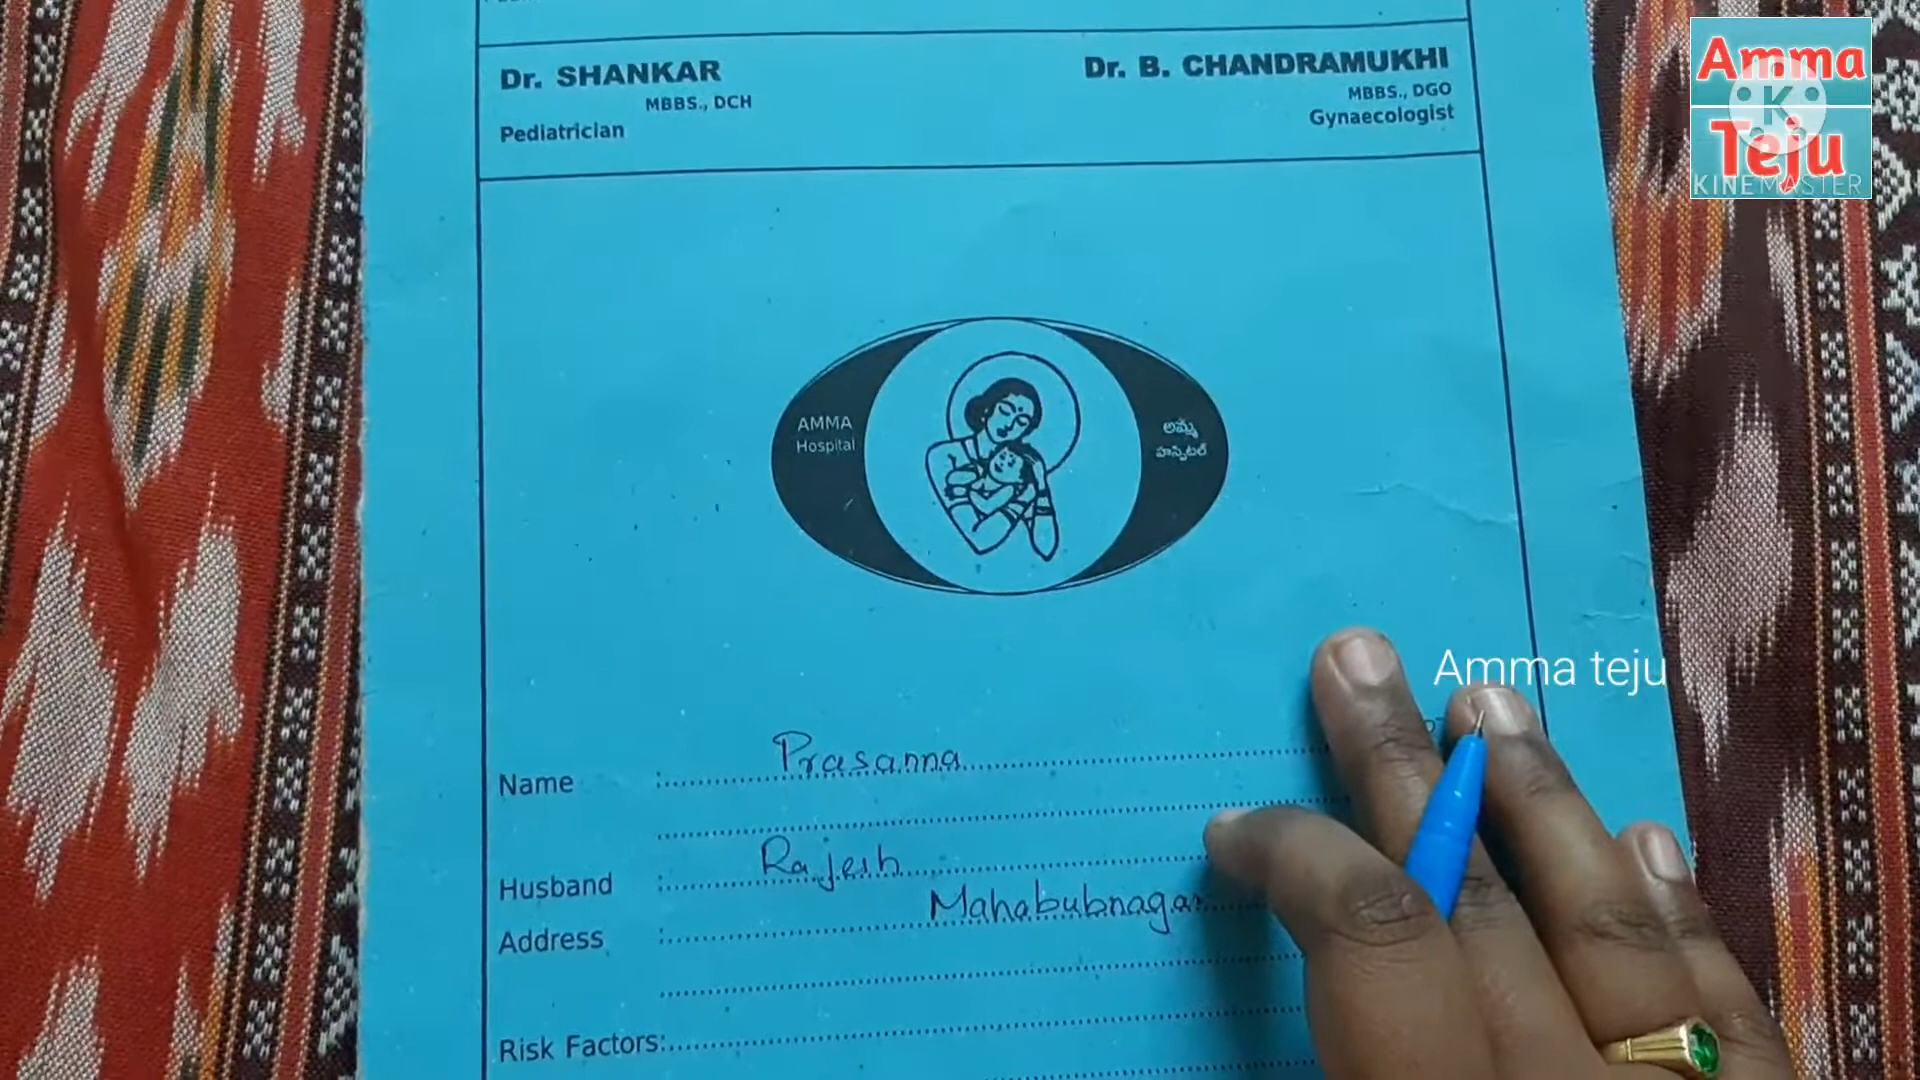 Dr. SHANKAR
MBBS., DCH
Pediatrician
Dr. B. CHANDRAMUKHI
MBBS., DGO
Gynaecologist
Amma
Teju
KINEMASTER
AMMA
Hospital
అమ్మ
హస్పిటల్
Amma teju
Name : Prasanna
Husband : Rajesh
Address : Mahabubnagar
Risk Factors: